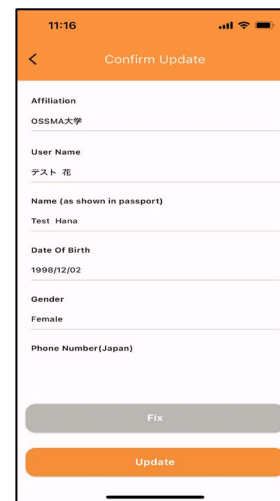 11:16
Confirm Update
Affiliation
OSSMA大学
User Name
テスト 花
Name (as shown in passport)
Test Hana
Date Of Birth
1998/12/02
Gender
Female
Phone Number(Japan)
Fix
Update